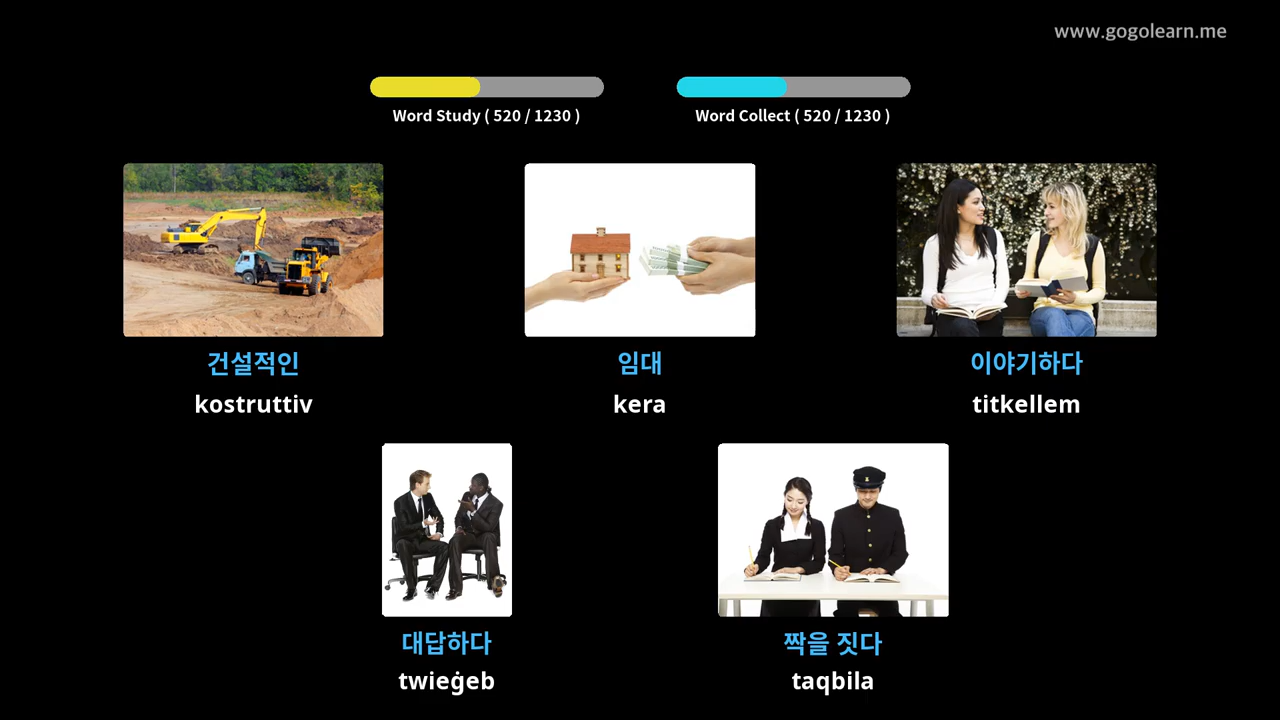 www.gogolearn.me
Word Study ( 520 / 1230 )
Word Collect ( 520 / 1230 )
건설적인
임대
이야기하다
kostruttiv
kera
titkellem
대답하다
짝을 짓다
twieġeb
taqbila